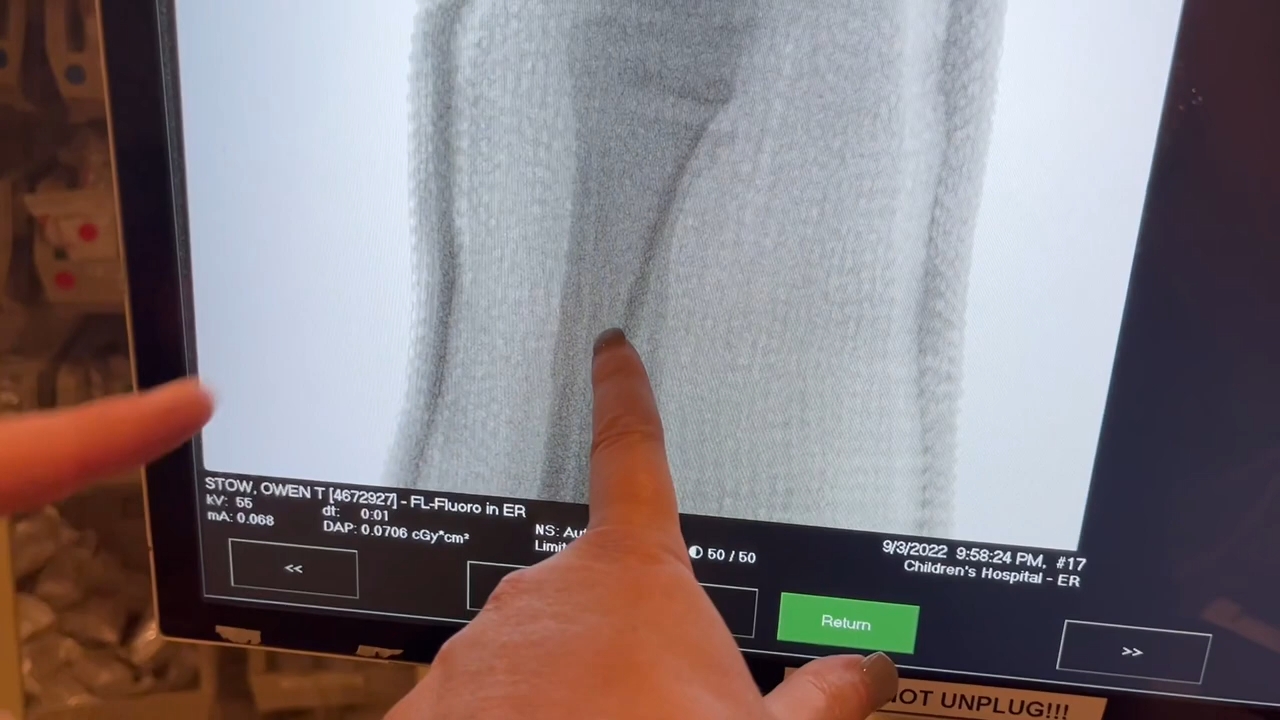 STOW, OWEN T [4672927] - FL-Fluoro in ER
kV: 55
dt: 0:01
mA: 0.068
DAP: 0.0706 cGy*cm²
NS:
50 / 50
9/3/2022 9:58:24 PM, #17
Children's Hospital - ER
<<
Return
>>
UNPLUG!!!